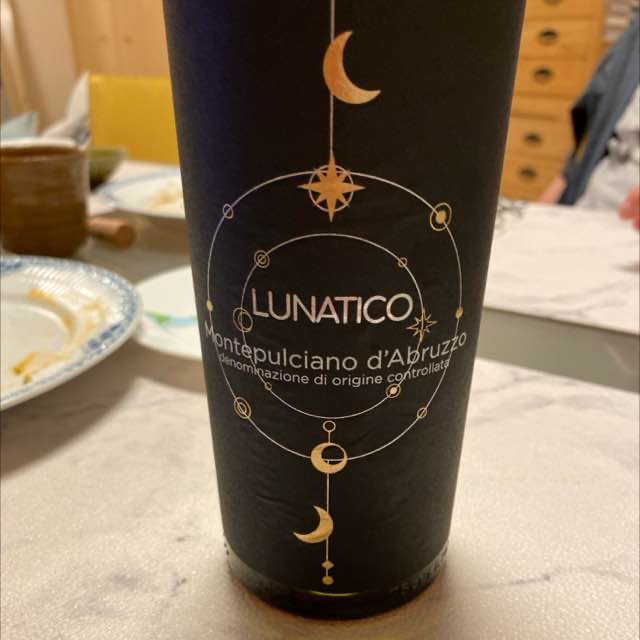 LUNATICO
Montepulciano d'Abruzzo
denominazione di origine controllata